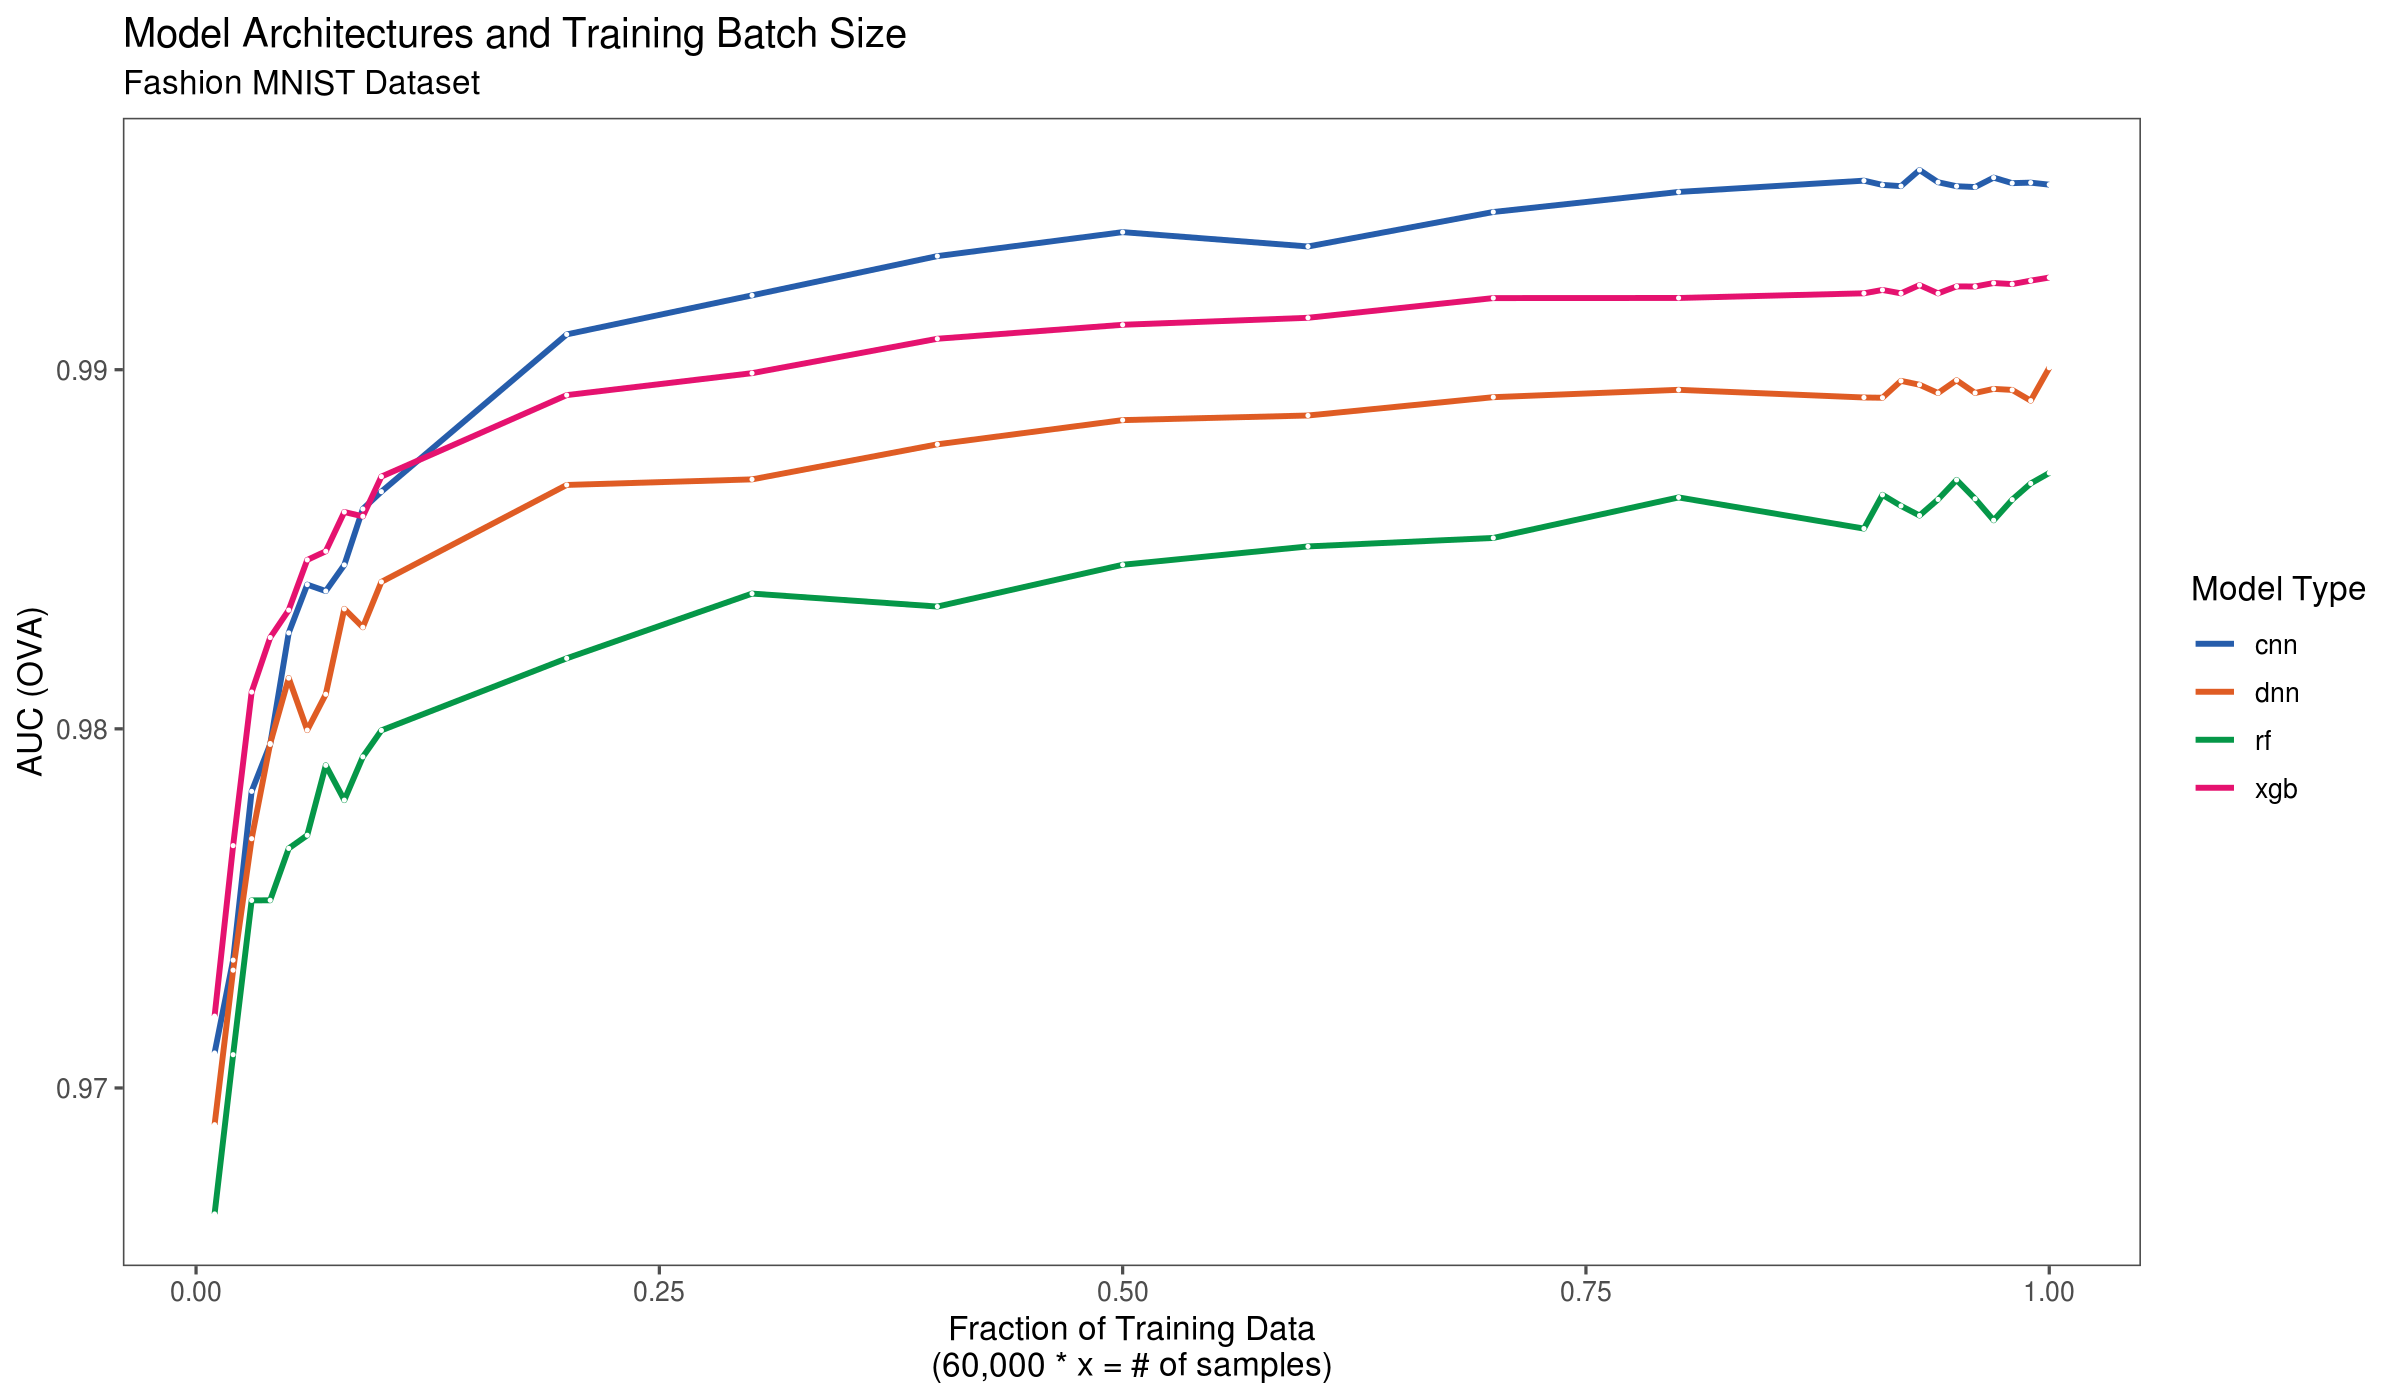 Model Architectures and Training Batch Size
Fashion MNIST Dataset
AUC (OVA)
0.99
0.98
0.97
0.00
0.25
0.50
0.75
1.00
Fraction of Training Data
(60,000 * x = # of samples)
Model Type
cnn
dnn
rf
xgb